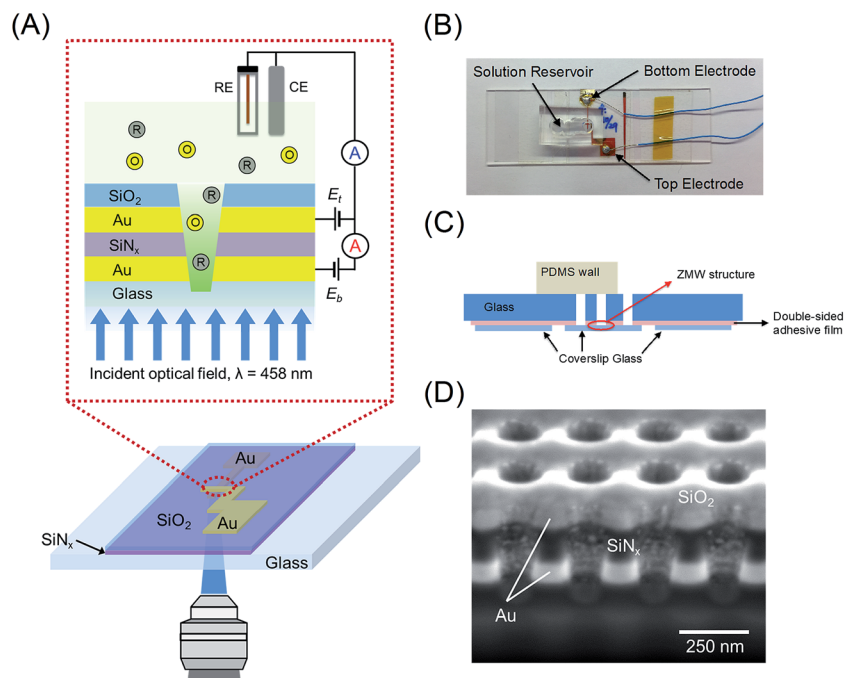 (A)
RE
CE
R
O
O
R
O
A
SiO2
Au
SiNx
Au
Glass
R
O
R
Et
A
Eb
Incident optical field, λ = 458 nm
Au
SiO2
Au
SiNx
Glass
(B)
Solution Reservoir
Bottom Electrode
Top Electrode
(C)
PDMS wall
ZMW structure
Glass
Double-sided
adhesive film
Coverslip Glass
(D)
SiO2
SiNx
Au
250 nm